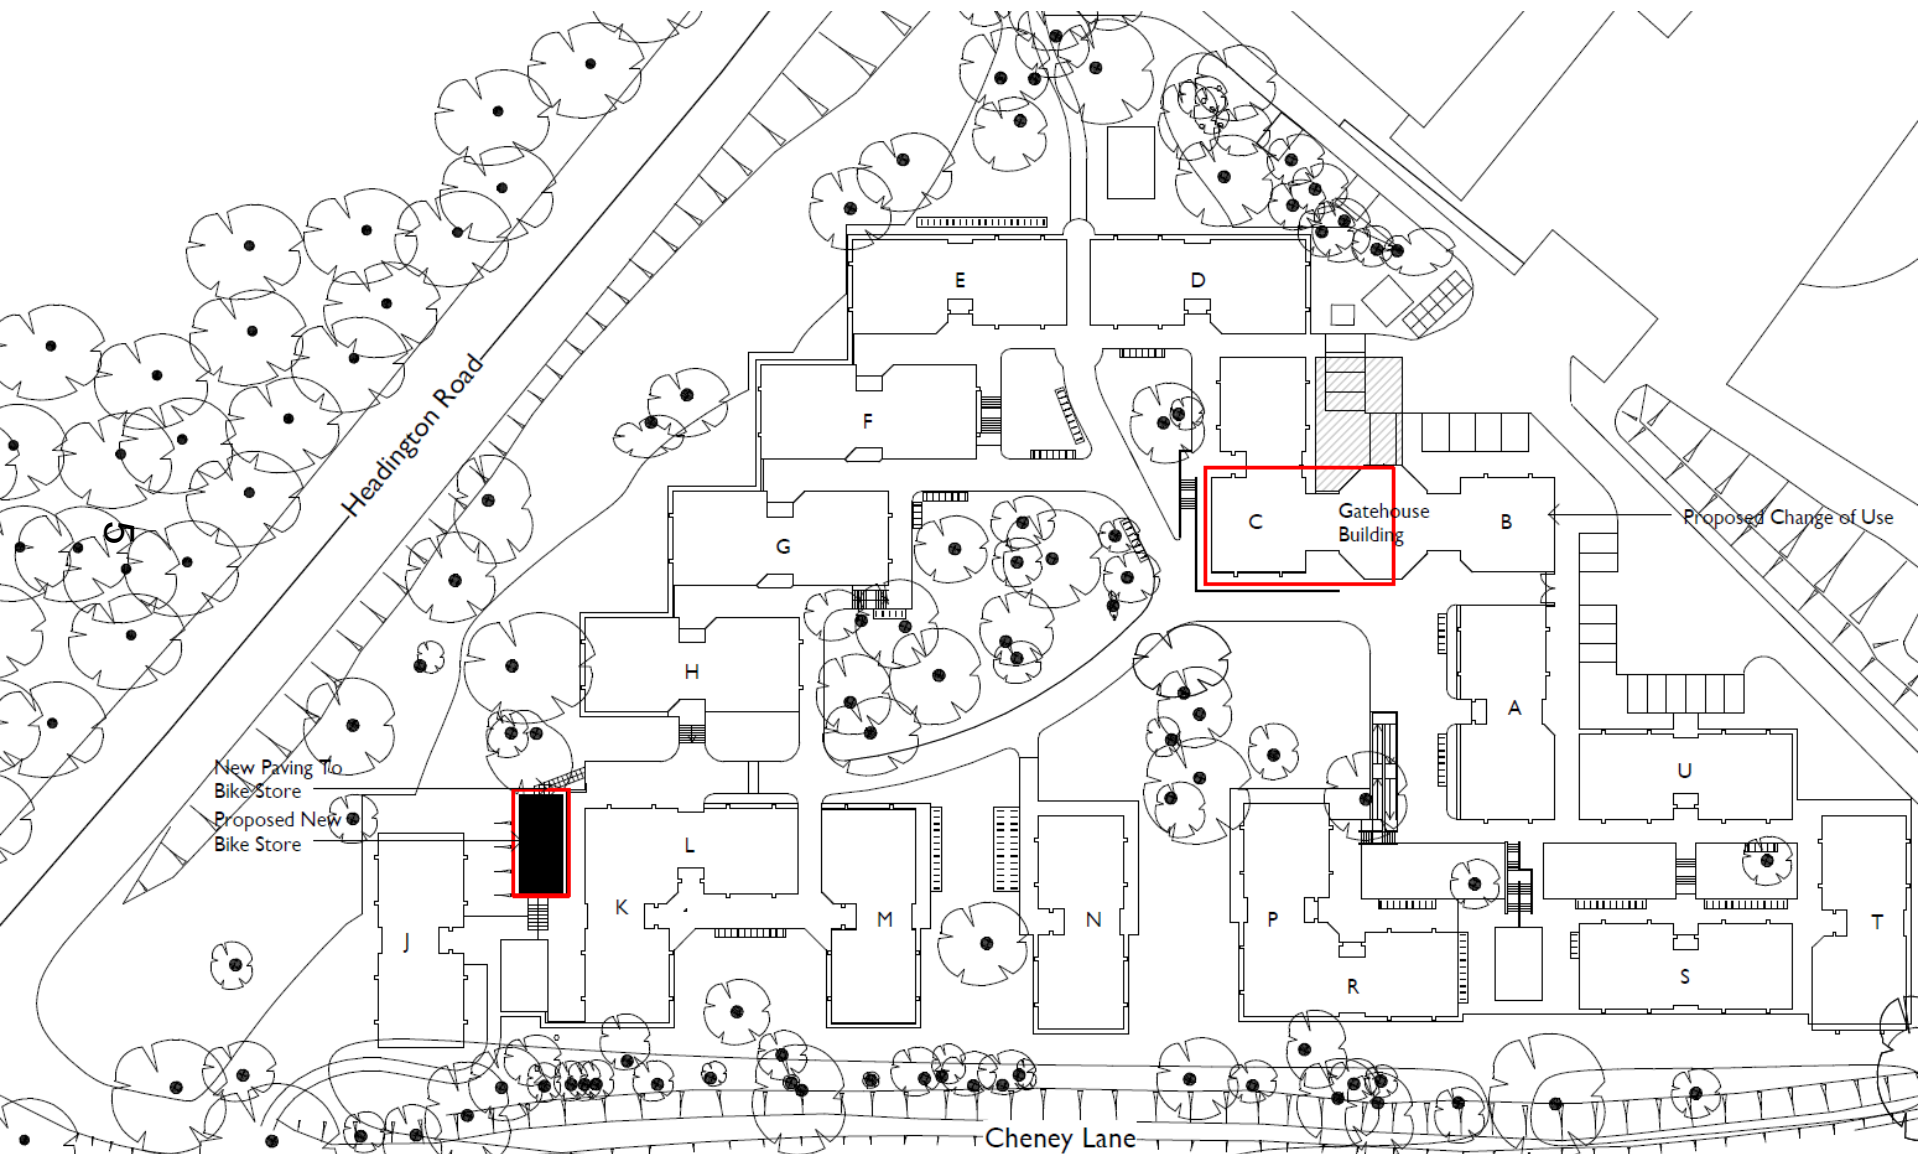 E
D
Headington Road
F
C
Gatehouse
Building
B
Proposed Change of Use
G
H
A
U
New Paving To
Bike Store
Proposed New
Bike Store
L
K
J
M
N
P
R
S
T
Cheney Lane